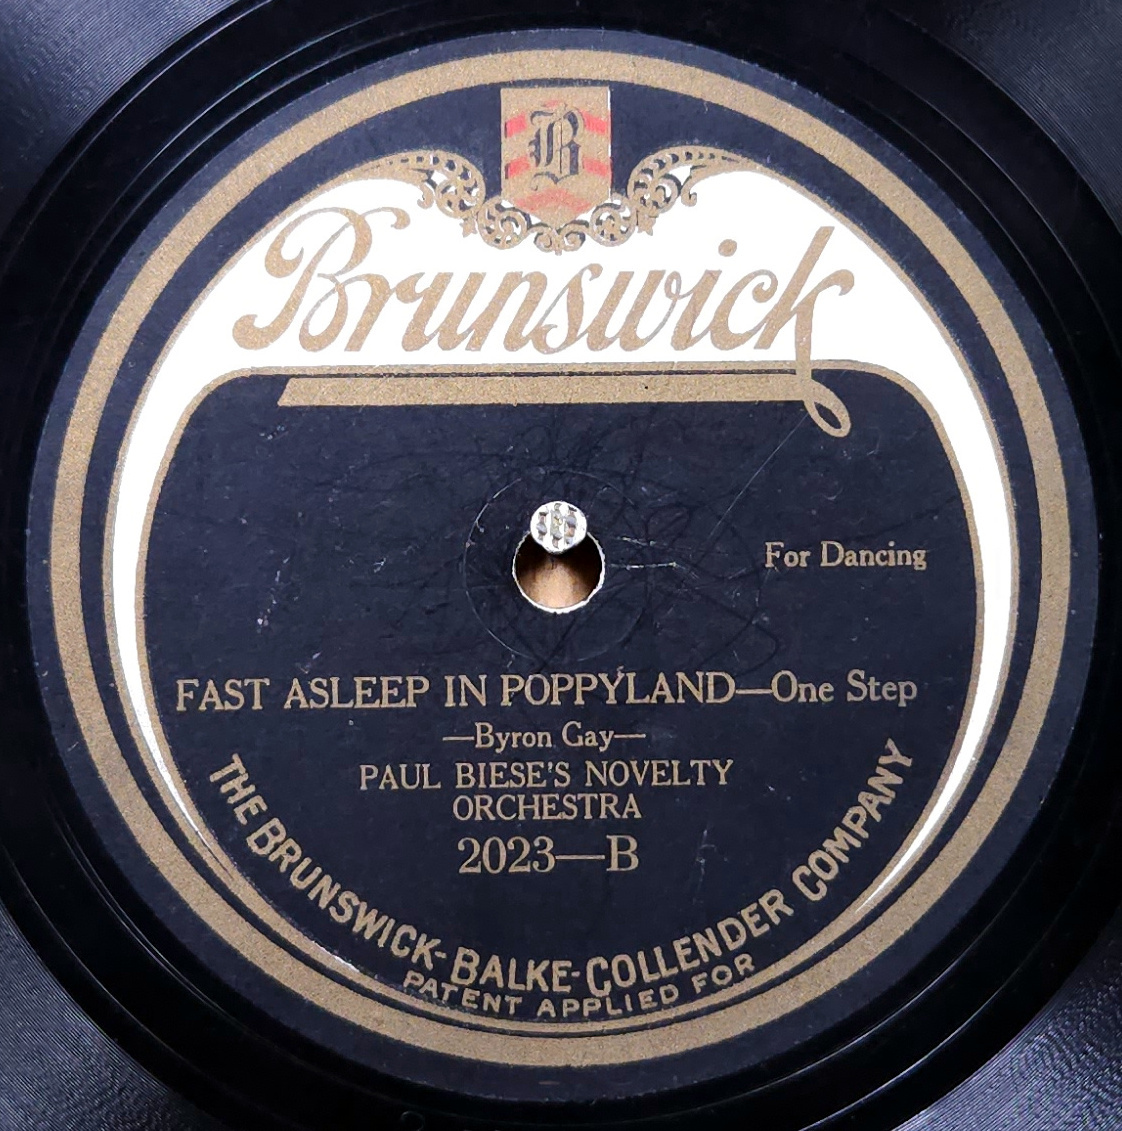 B
Brunswick
For Dancing
FAST ASLEEP IN POPPYLAND—One Step
—Byron Gay—
PAUL BIESE'S NOVELTY
ORCHESTRA
2023—B
THE BRUNSWICK-BALKE-COLLENDER COMPANY
PATENT APPLIED FOR